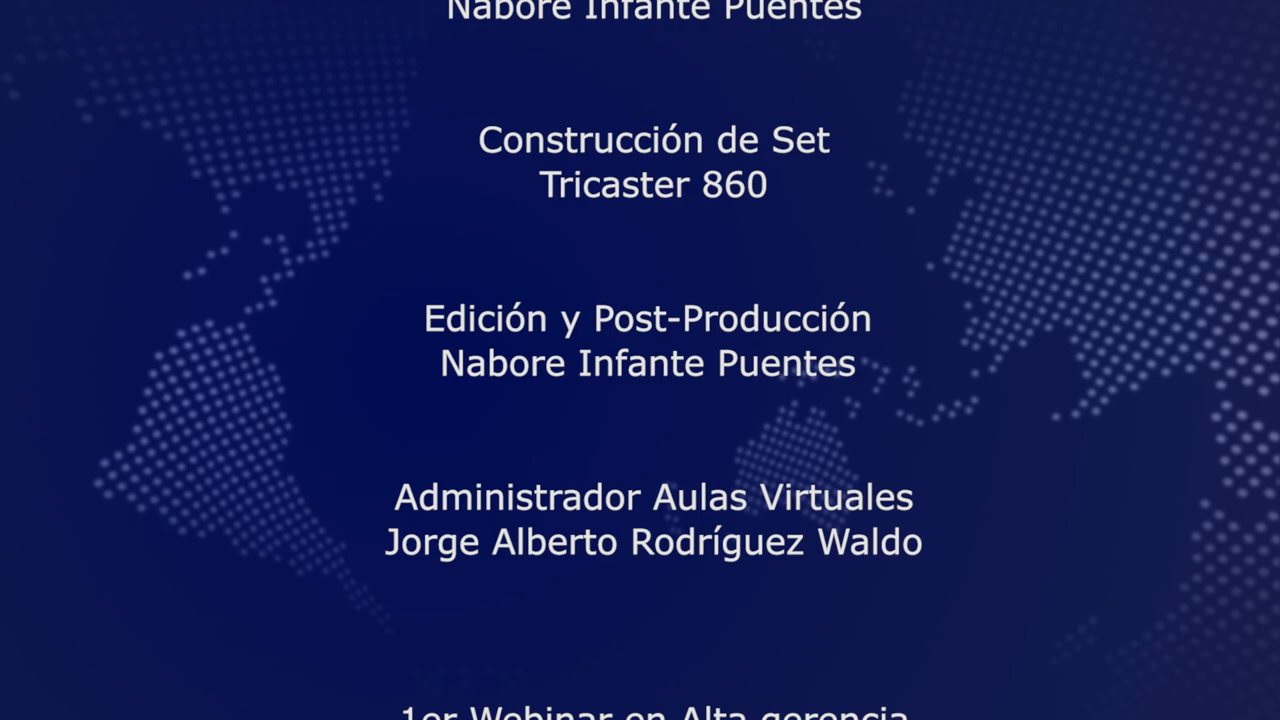 Nabore Infante Puentes
Construcción de Set
Tricaster 860
Edición y Post-Producción
Nabore Infante Puentes
Administrador Aulas Virtuales
Jorge Alberto Rodríguez Waldo
1er Webinar en Alta gerencia